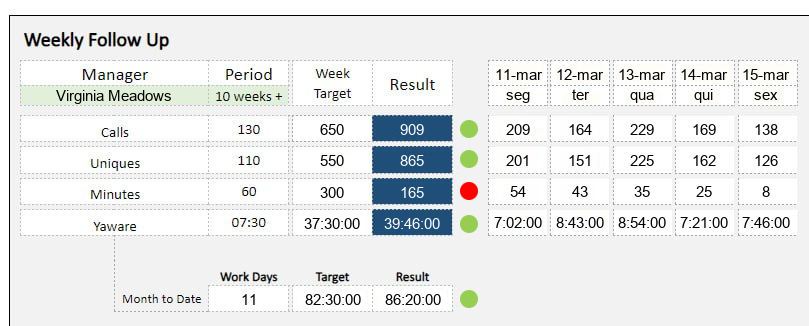 Weekly Follow Up
Manager Period Week Target Result 11-mar 12-mar 13-mar 14-mar 15-mar
Virginia Meadows 10 weeks + seg ter qua qui sex
Calls 130 650 909 209 164 229 169 138
Uniques 110 550 865 201 151 225 162 126
Minutes 60 300 165 54 43 35 25 8
Yaware 07:30 37:30:00 39:46:00 7:02:00 8:43:00 8:54:00 7:21:00 7:46:00
Work Days Target Result
Month to Date 11 82:30:00 86:20:00